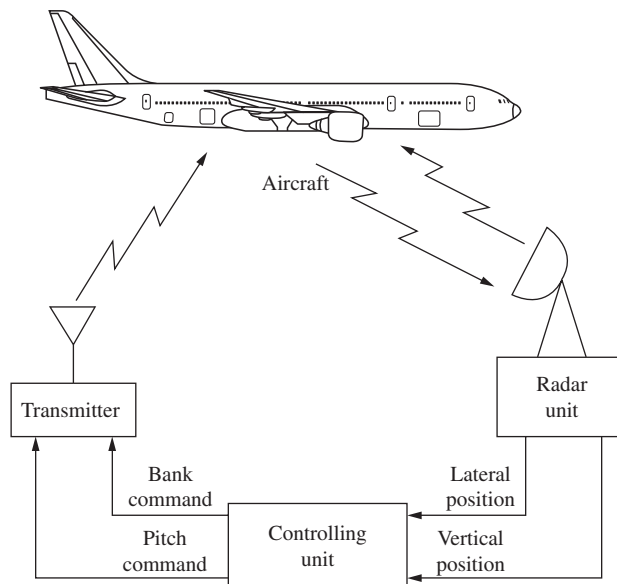 Aircraft
Transmitter
Radar
unit
Bank
command
Lateral
position
Pitch
command
Controlling
unit
Vertical
position